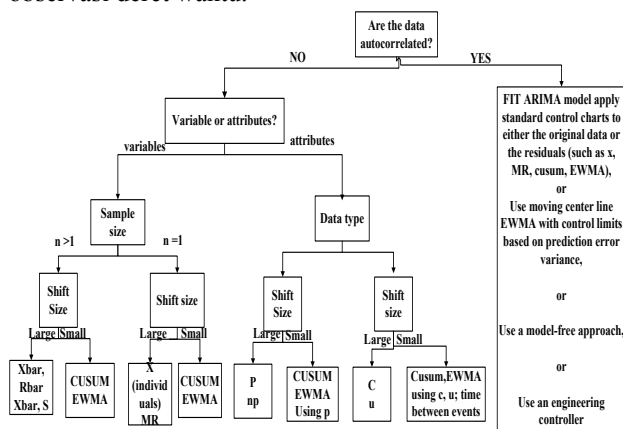 observasi deret waktu.
Are the data
autocorrelated?
NO
YES
Variable or attributes?
variables
attributes
Sample
size
Data type
n >1
n =1
Shift
Size
Shift size
Shift
Size
Shift
size
Large
Small
Large
Small
Large
Small
Large
Small
Xbar,
Rbar
Xbar, S
CUSUM
EWMA
X
(individ
uals)
MR
CUSUM
EWMA
P
np
CUSUM
EWMA
Using p
C
u
Cusum,EWMA
using c, u; time
between events
FIT ARIMA model apply
standard control charts to
either the original data or
the residuals (such as x,
MR, cusum, EWMA),
or
Use moving center line
EWMA with control limits
based on prediction error
variance,
or
Use a model-free approach,
or
Use an engineering
controller